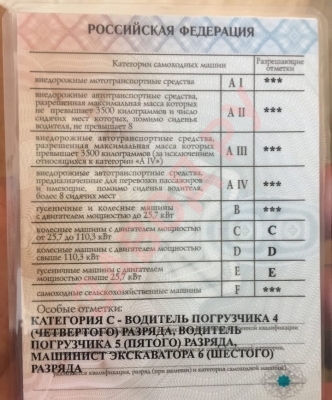 РОССИЙСКАЯ ФЕДЕРАЦИЯ
Категории самоходных машин
Разрешающие отметки
внедорожные мототранспортные средства A I ***
внедорожные автотранспортные средства,
разрешенная максимальная масса которых
не превышает 3500 килограммов и число
сидячих мест которых, помимо сиденья
водителя, не превышает 8 A II ***
внедорожные автотранспортные средства,
разрешенная максимальная масса которых
превышает 3500 килограммов (за исключением
относящихся к категории «A IV») A III ***
внедорожные автотранспортные средства,
предназначенные для перевозки пассажиров
и имеющие, помимо сиденья водителя,
более 8 сидячих мест A IV ***
гусеничные и колесные машины
с двигателем мощностью до 25,7 кВт B ***
колесные машины с двигателем мощностью
от 25,7 до 110,3 кВт C C
колесные машины с двигателем мощностью
свыше 110,3 кВт D D
гусеничные машины с двигателем
мощностью свыше 25,7 кВт E E
самоходные сельскохозяйственные машины F ***
Особые отметки:
КАТЕГОРИЯ С - ВОДИТЕЛЬ ПОГРУЗЧИКА 4
(ЧЕТВЕРТОГО) РАЗРЯДА, ВОДИТЕЛЬ
ПОГРУЗЧИКА 5 (ПЯТОГО) РАЗРЯДА,
МАШИНИСТ ЭКСКАВАТОРА 6 (ШЕСТОГО)
РАЗРЯДА